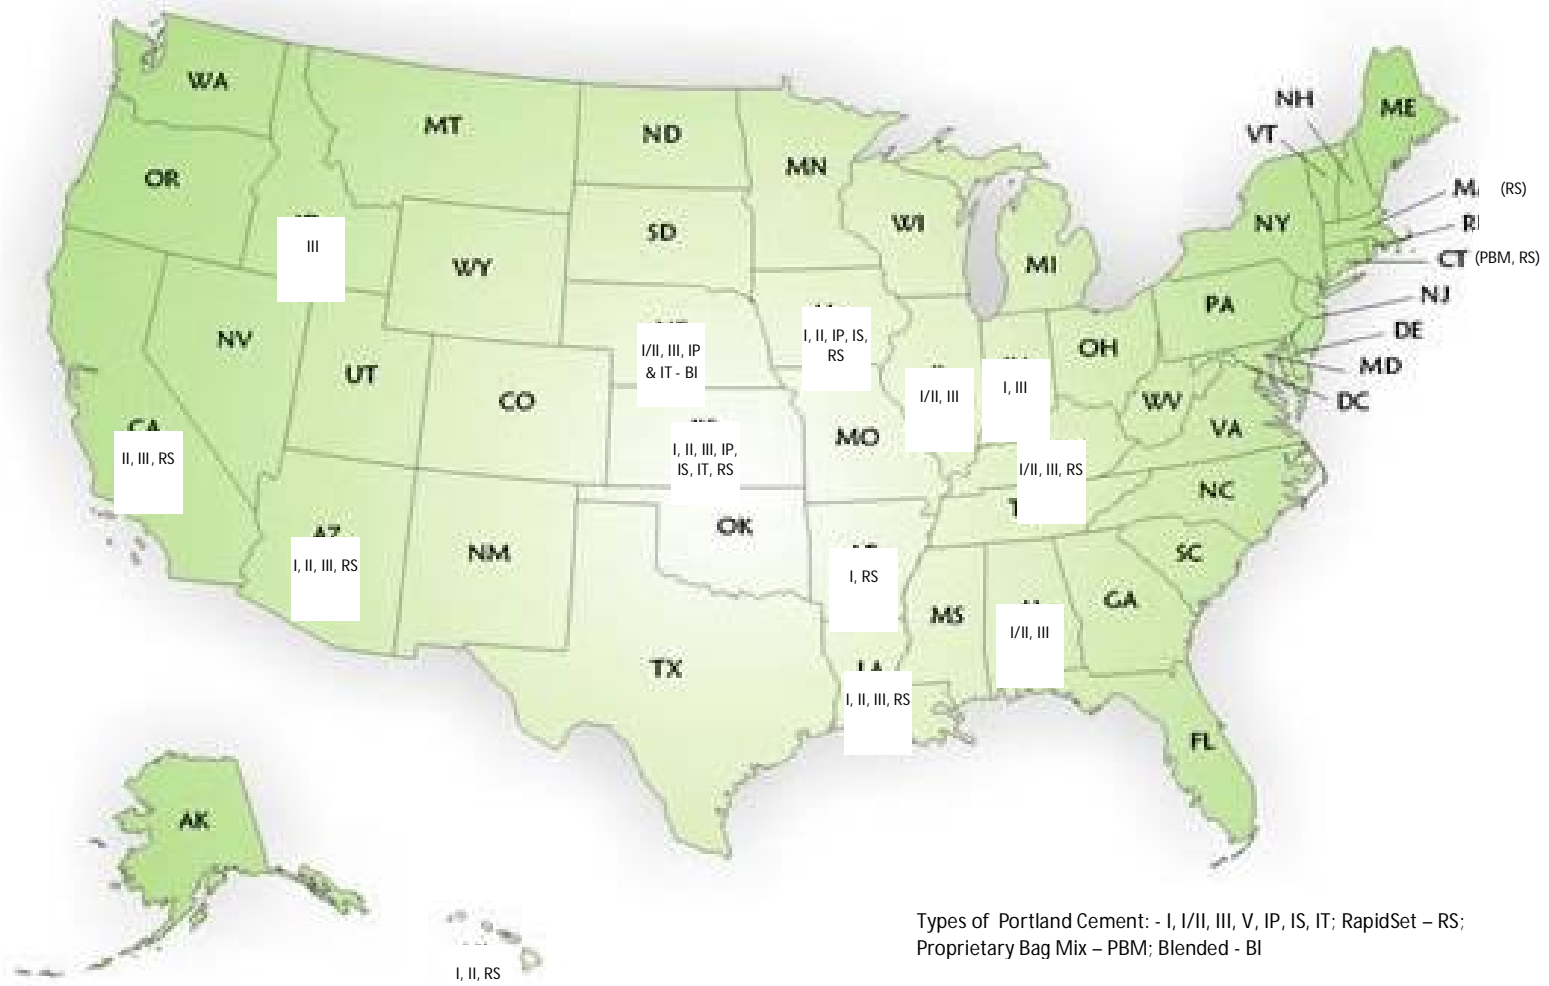 WA
MT
ND
MN
OR
SD
WI
MI
NH
VT
ME
(RS)
NY
CT (PBM, RS)
NJ
DE
MD
DC
III
WY
NV
UT
CO
I/II, III, IP
& IT - BI
I, II, IP, IS,
RS
I/II, III
I, III
OH
PA
WV
VA
MO
II, III, RS
I, II, III, IP,
IS, IT, RS
I/II, III, RS
NC
SC
I, II, III, RS
NM
OK
I, RS
MS
I/II, III
GA
TX
I, II, III, RS
FL
AK
I, II, RS
Types of Portland Cement: - I, I/II, III, V, IP, IS, IT; RapidSet – RS;
Proprietary Bag Mix – PBM; Blended - BI